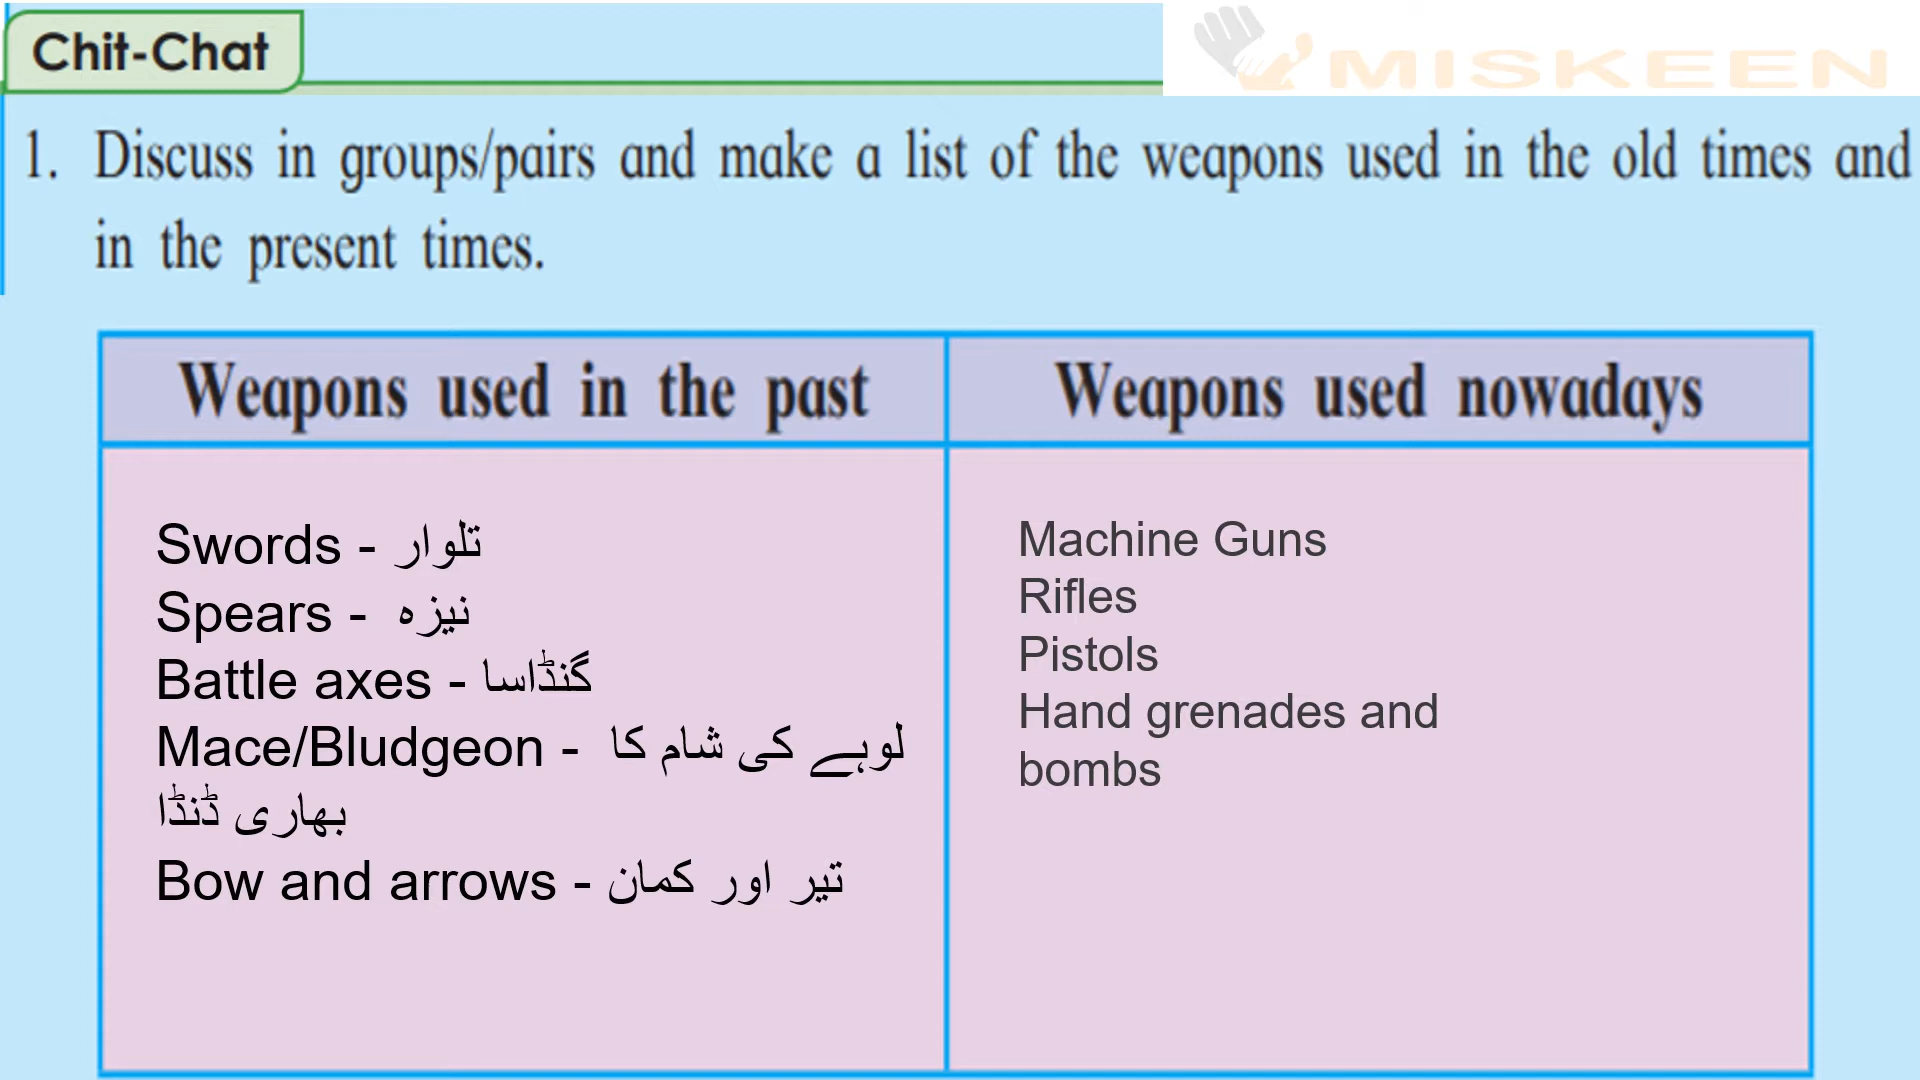 Chit-Chat
MISKEEN
1. Discuss in groups/pairs and make a list of the weapons used in the old times and
in the present times.
Weapons used in the past
Swords - تلوار
Spears - نیزہ
Battle axes - گنڈاسا
Mace/Bludgeon - لوہے کی شام کا
بھاری ڈنڈا
Bow and arrows - تیر اور کمان
Weapons used nowadays
Machine Guns
Rifles
Pistols
Hand grenades and
bombs